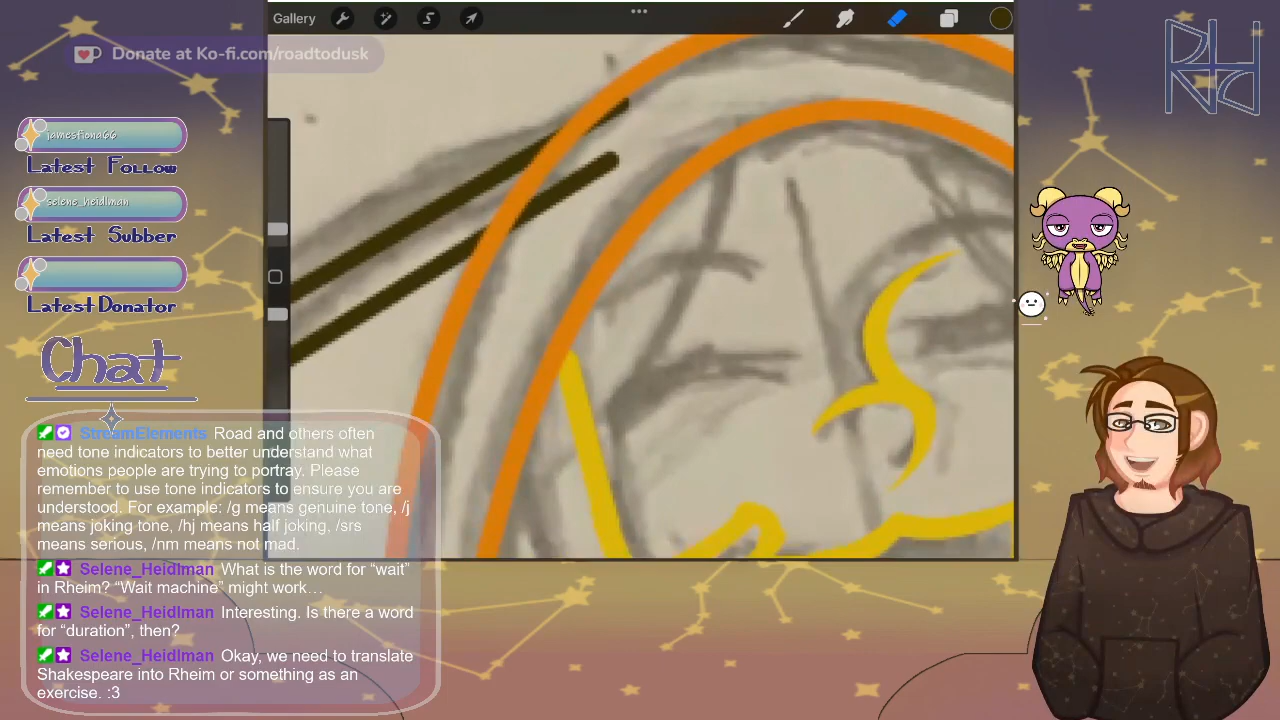 Gallery
Donate at Ko-fi.com/roadtodusk
jamesfiona66
Latest Follow
selene_heidlman
Latest Subber
Latest Donator
Chat
StreamElements Road and others often
need tone indicators to better understand what
emotions people are trying to portray. Please
remember to use tone indicators to ensure you are
understood. For example: /g means genuine tone, /j
means joking tone, /hj means half joking, /srs
means serious, /nm means not mad.
Selene_Heidlman What is the word for “wait”
in Rheim? “Wait machine” might work…
Selene_Heidlman Interesting. Is there a word
for “duration”, then?
Selene_Heidlman Okay, we need to translate
Shakespeare into Rheim or something as an
exercise. :3